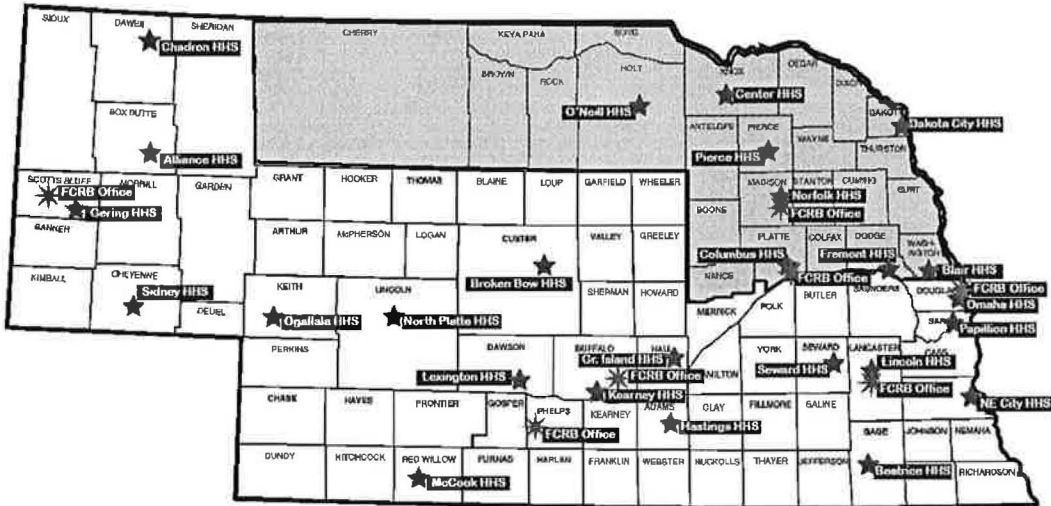 SIOUX
DAWES
SHERIDAN
Chadron HHS
CHERRY
KEYA PAHA
BOYD
BROWN
ROCK
HOLT
O'Neill HHS
KNOX
Center HHS
CEDAR
DIXON
DAKOTA
Dakota City HHS
BOX BUTTE
Alliance HHS
ANTELOPE
PIERCE
Pierce HHS
WAYNE
THURSTON
SCOTTS BLUFF
FCRB Office
Gering HHS
MORRILL
GARDEN
GRANT
HOOKER
THOMAS
BLAINE
LOUP
GARFIELD
WHEELER
MADISON
STANTON
CUMING
BURT
Norfolk HHS
FCRB Office
BOONE
BANNER
ARTHUR
McPHERSON
LOGAN
CUSTER
VALLEY
GREELEY
PLATTE
COLFAX
DODGE
WASH-
INGTON
Columbus HHS
Fremont HHS
Blair HHS
FCRB Office
KIMBALL
CHEYENNE
Sidney HHS
DEUEL
KEITH
Ogallala HHS
LINCOLN
North Platte HHS
Broken Bow HHS
SHERMAN
HOWARD
NANCE
MERRICK
POLK
BUTLER
SAUNDERS
DOUGLAS
FCRB Office
Omaha HHS
Papillion HHS
PERKINS
DAWSON
Lexington HHS
BUFFALO
HALL
Gr. Island HHS
FCRB Office
Kearney HHS
YORK
SEWARD
Seward HHS
LANCASTER
Lincoln HHS
FCRB Office
CASS
NE City HHS
CHASE
HAYES
FRONTIER
GOSPER
PHELPS
FCRB Office
KEARNEY
ADAMS
Hastings HHS
CLAY
FILLMORE
SALINE
GAGE
JOHNSON
NEMAHA
DUNDY
HITCHCOCK
RED WILLOW
McCook HHS
FURNAS
HARLAN
FRANKLIN
WEBSTER
NUCKOLLS
THAYER
JEFFERSON
Beatrice HHS
RICHARDSON